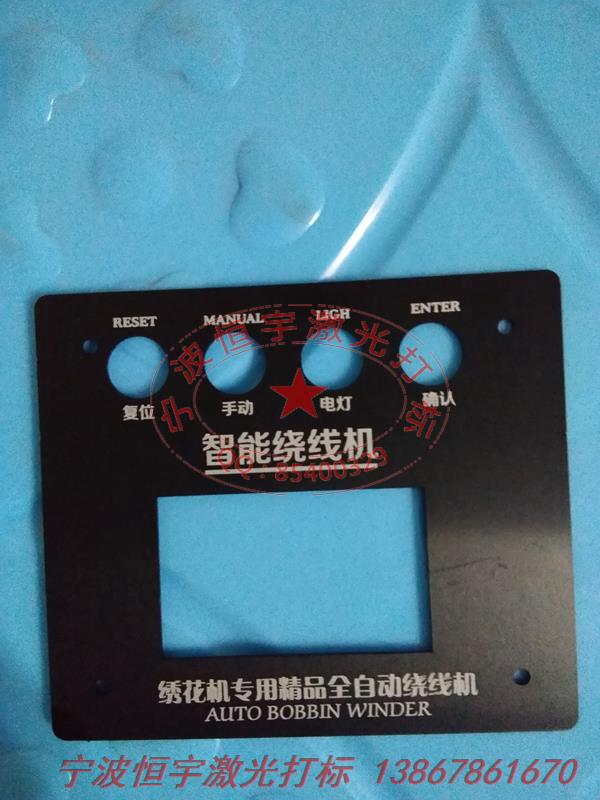 RESET MANUAL LIGH ENTER
复位 手动 电灯 确认
宁波恒宇激光打标
智能绕线机
QQ:85400329
绣花机专用精品全自动绕线机
AUTO BOBBIN WINDER
宁波恒宇激光打标 13867861670